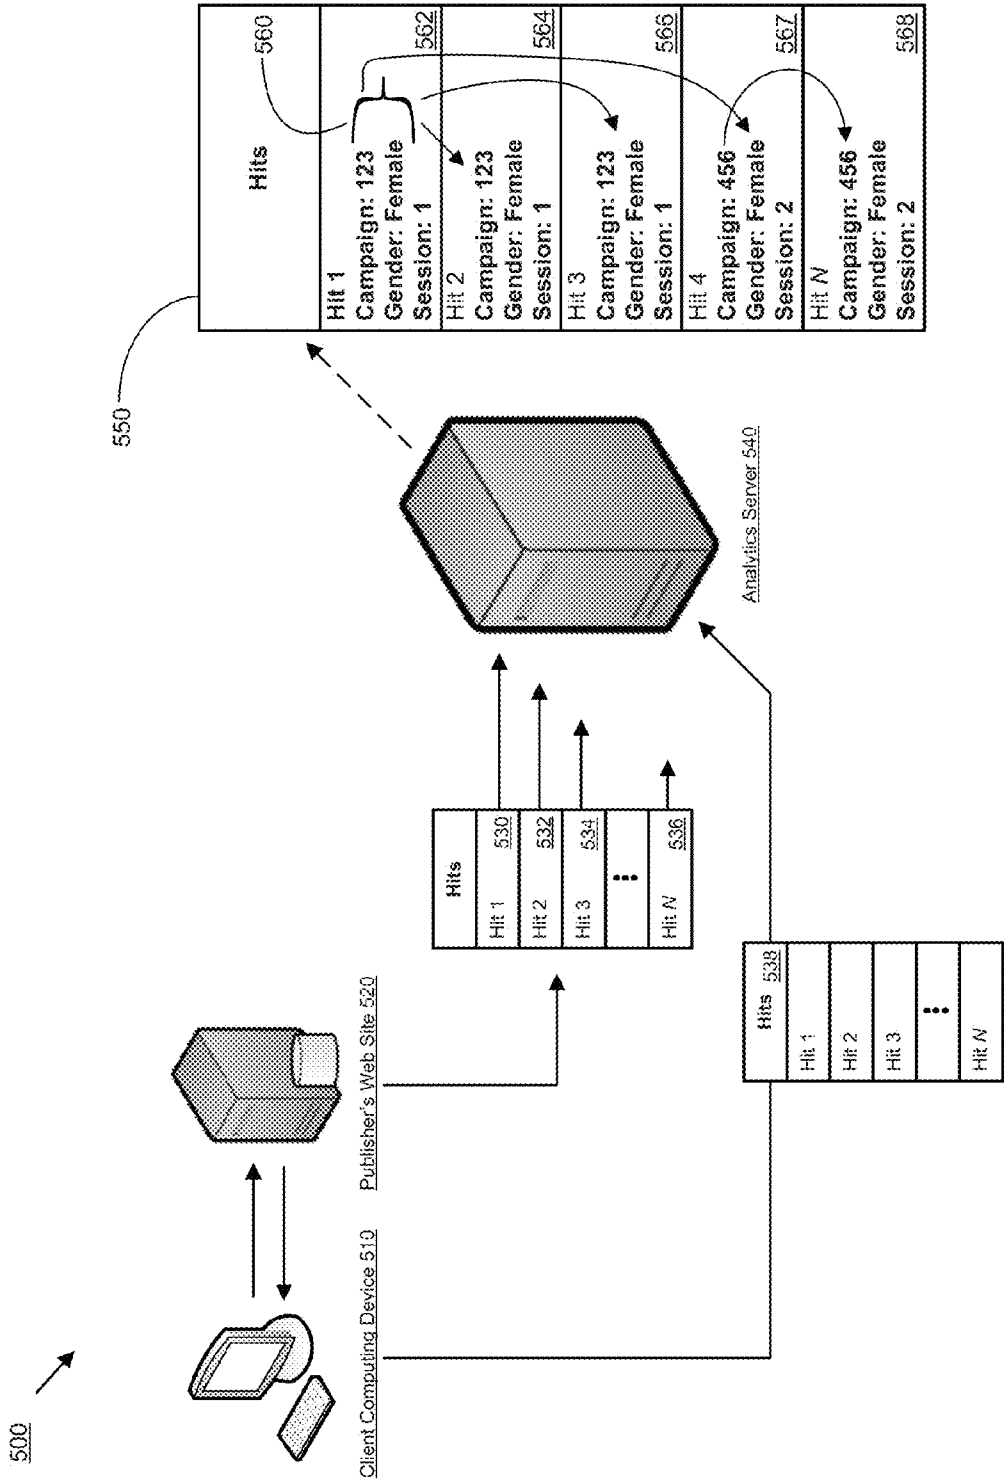 500
Client Computing Device 510
Publisher's Web Site 520
Hits
Hit 1 530
Hit 2 532
Hit 3 534
Hit N 536
Hits 538
Hit 1
Hit 2
Hit 3
Hit N
Analytics Server 540
550
560
Hits
Hit 1
Campaign: 123
Gender: Female
Session: 1 562
Hit 2
Campaign: 123
Gender: Female
Session: 1 564
Hit 3
Campaign: 123
Gender: Female
Session: 1 566
Hit 4
Campaign: 456
Gender: Female
Session: 2 567
Hit N
Campaign: 456
Gender: Female
Session: 2 568